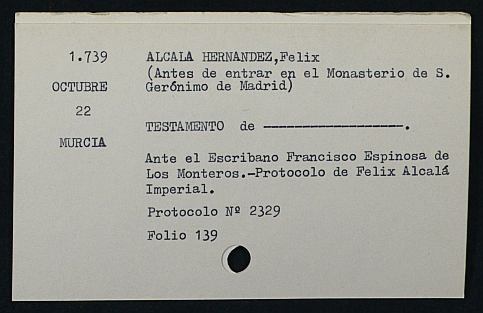 1.739
OCTUBRE
22
MURCIA
ALCALA HERNANDEZ,Felix
(Antes de entrar en el Monasterio de S.
Gerónimo de Madrid)
TESTAMENTO de ------------------.
Ante el Escribano Francisco Espinosa de
Los Monteros.-Protocolo de Felix Alcalá
Imperial.
Protocolo Nº 2329
Folio 139